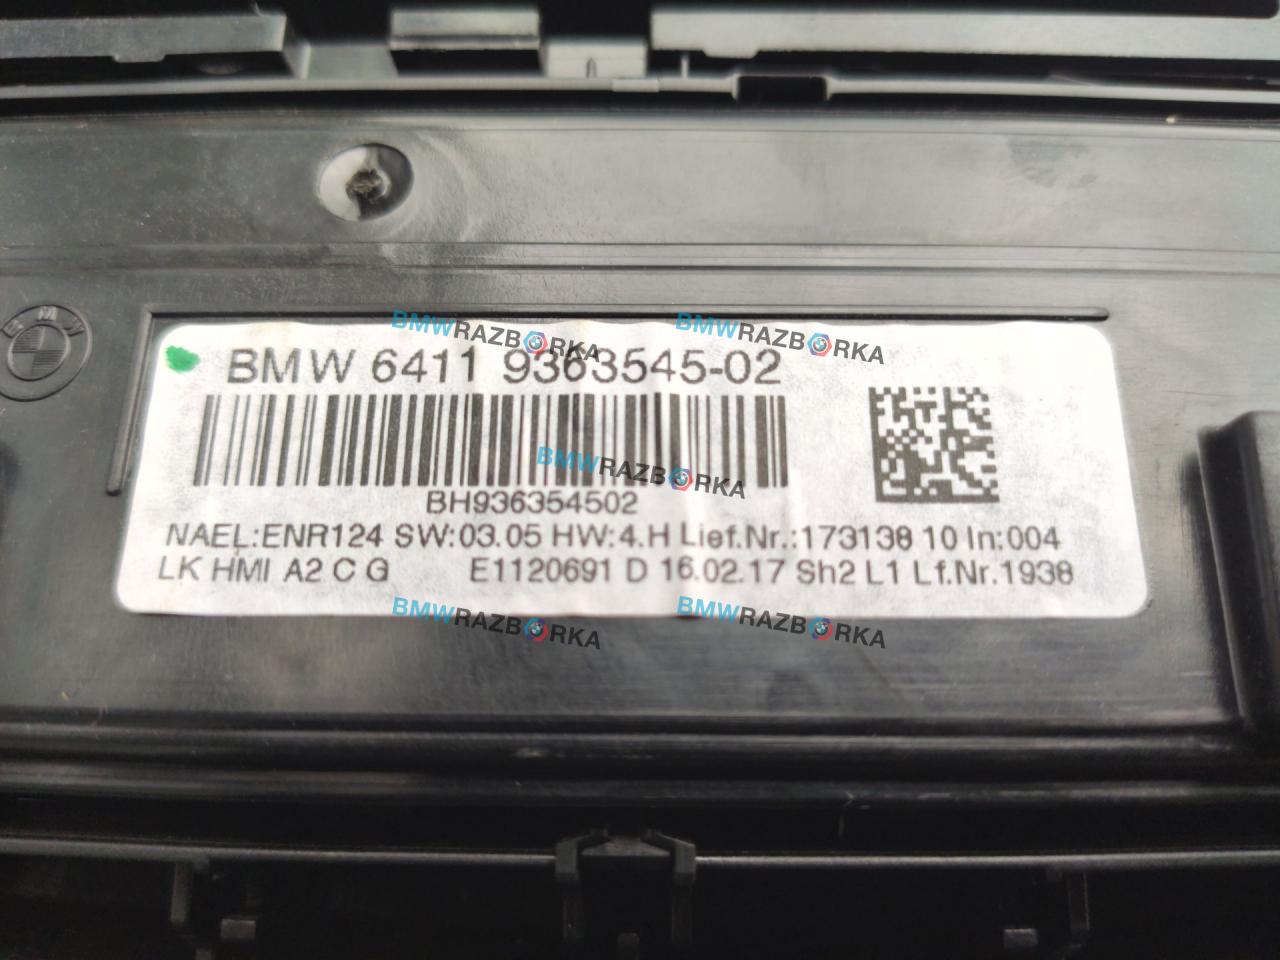 BMW
BMW 6411 9363545-02
BH936354502
NAEL:ENR124 SW:03.05 HW:4.H Lief.Nr.:173138 10 In:004
LK HMI A2 C G E1120691 D 16.02.17 Sh2 L1 Lf.Nr.1938
BMWRAZBORKA
BMWRAZBORKA
BMWRAZBORKA
BMWRAZBORKA
BMWRAZBORKA